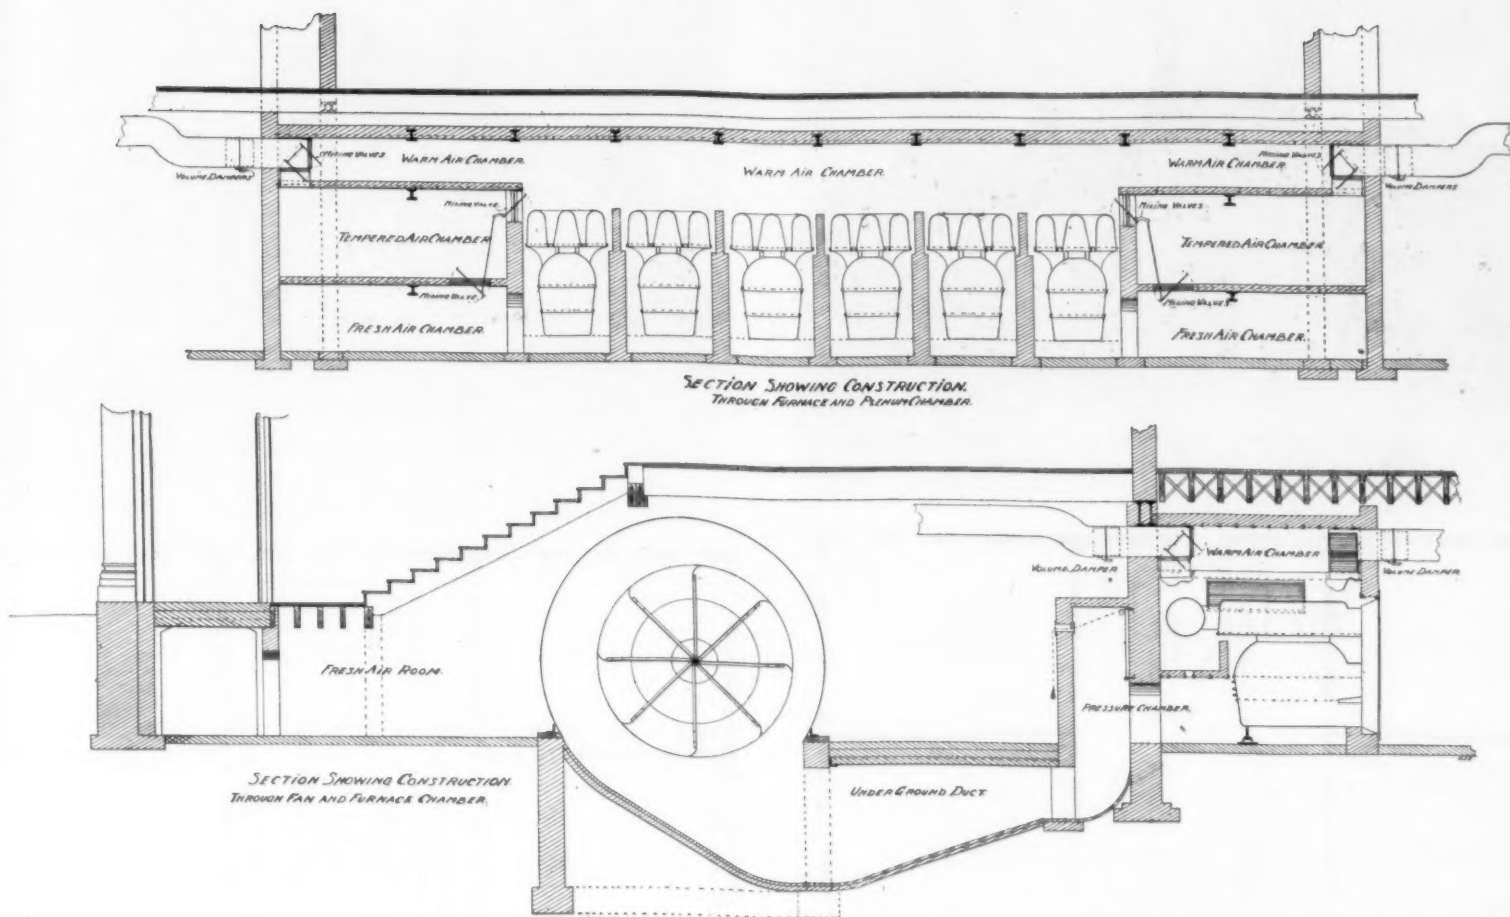 MIXING VALVES
WARM AIR CHAMBER.
WARM AIR CHAMBER.
WARM AIR CHAMBER
MIXING VALVES
VOLUME DAMPERS
VOLUME DAMPERS
MIXING VALVE
MIXING VALVES
TEMPERED AIR CHAMBER
TEMPERED AIR CHAMBER
MIXING VALVE
MIXING VALVES
FRESH AIR CHAMBER.
FRESH AIR CHAMBER.
SECTION SHOWING CONSTRUCTION.
THROUGH FURNACE AND PLENUM CHAMBER.
WARM AIR CHAMBER
VOLUME DAMPER
VOLUME DAMPER
FRESH AIR ROOM.
PRESSURE CHAMBER.
SECTION SHOWING CONSTRUCTION
THROUGH FAN AND FURNACE CHAMBER.
UNDER GROUND DUCT.